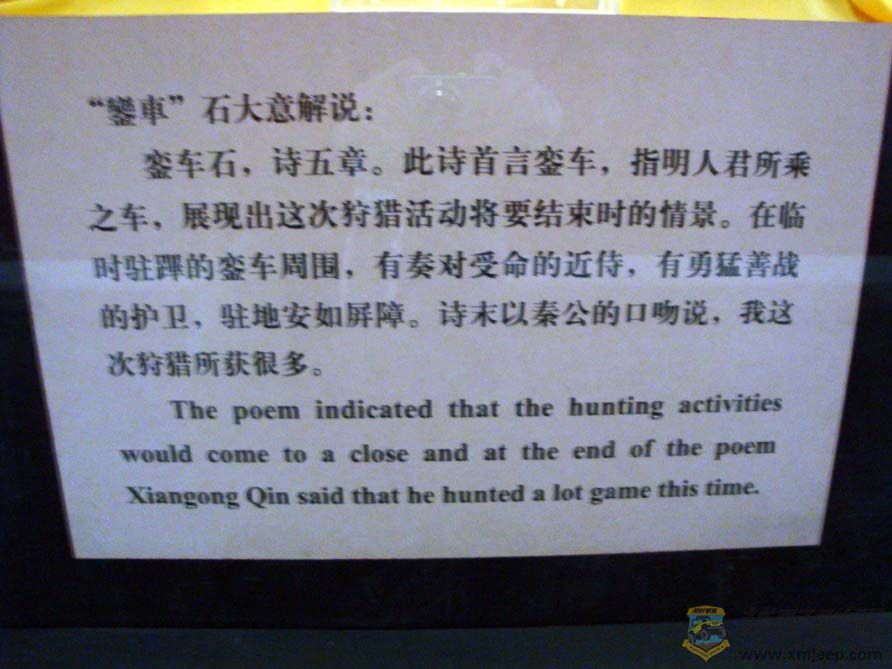 “鑾車”石大意解说：
銮车石，诗五章。此诗首言銮车，指明人君所乘
之车，展现出这次狩猎活动将要结束时的情景。在临
时驻蹕的銮车周围，有奏对受命的近侍，有勇猛善战
的护卫，驻地安如屏障。诗末以秦公的口吻说，我这
次狩猎所获很多。
The poem indicated that the hunting activities
would come to a close and at the end of the poem
Xiangong Qin said that he hunted a lot game this time.
www.xmjeep.com